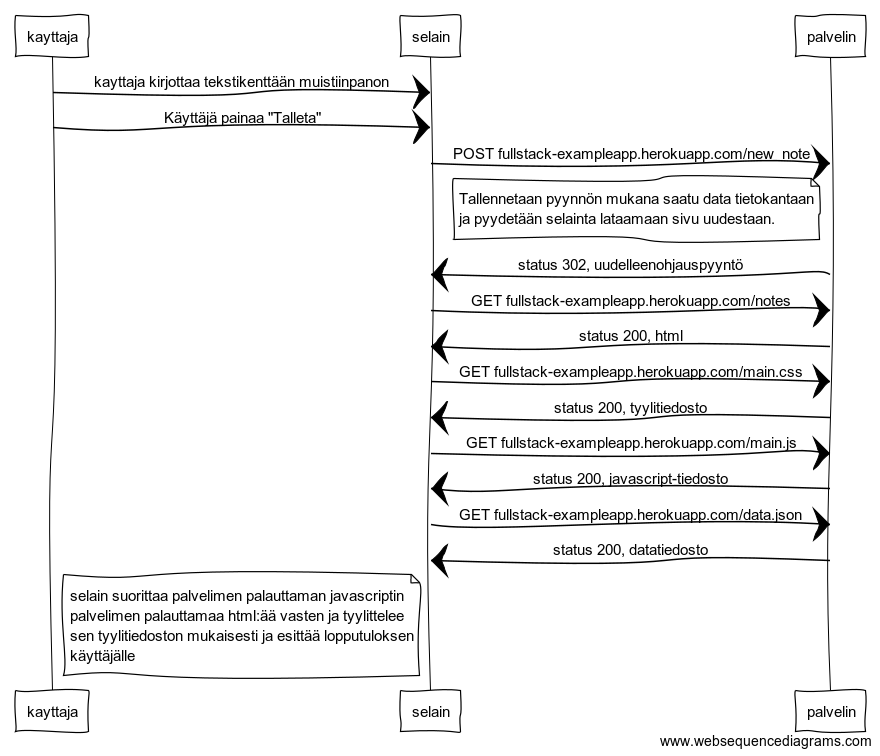 kayttaja selain palvelin
kayttaja kirjottaa tekstikenttään muistiinpanon
Käyttäjä painaa "Talleta"
POST fullstack-exampleapp.herokuapp.com/new_note
Tallennetaan pyynnön mukana saatu data tietokantaan
ja pyydetään selainta lataamaan sivu uudestaan.
status 302, uudelleenohjauspyyntö
GET fullstack-exampleapp.herokuapp.com/notes
status 200, html
GET fullstack-exampleapp.herokuapp.com/main.css
status 200, tyylitiedosto
GET fullstack-exampleapp.herokuapp.com/main.js
status 200, javascript-tiedosto
GET fullstack-exampleapp.herokuapp.com/data.json
status 200, datatiedosto
selain suorittaa palvelimen palauttaman javascriptin
palvelimen palauttamaa html:ää vasten ja tyylittelee
sen tyylitiedoston mukaisesti ja esittää lopputuloksen
käyttäjälle
kayttaja selain palvelin
www.websequencediagrams.com